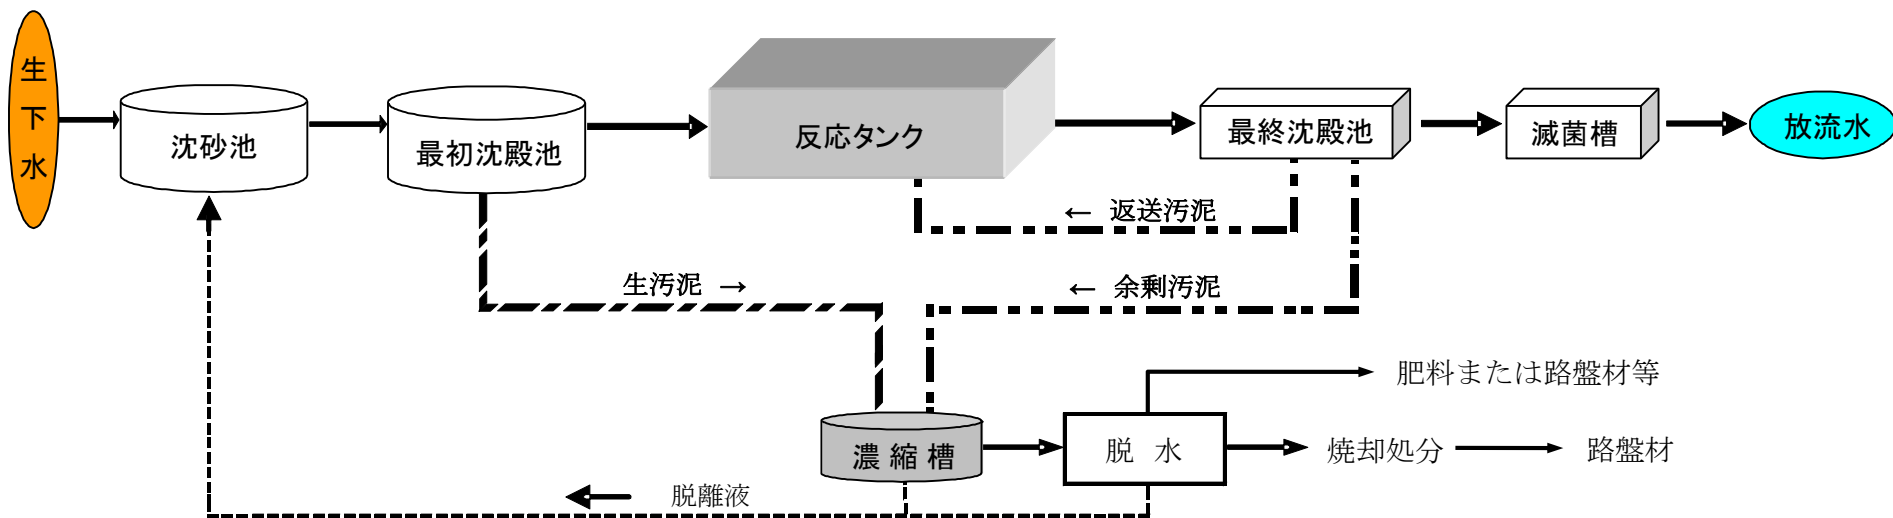 生下水
沈砂池
最初沈殿池
反応タンク
最終沈殿池
滅菌槽
放流水
← 返送汚泥
生汚泥 →
← 余剰汚泥
肥料または路盤材等
濃縮槽
脱水
焼却処分
路盤材
脱離液